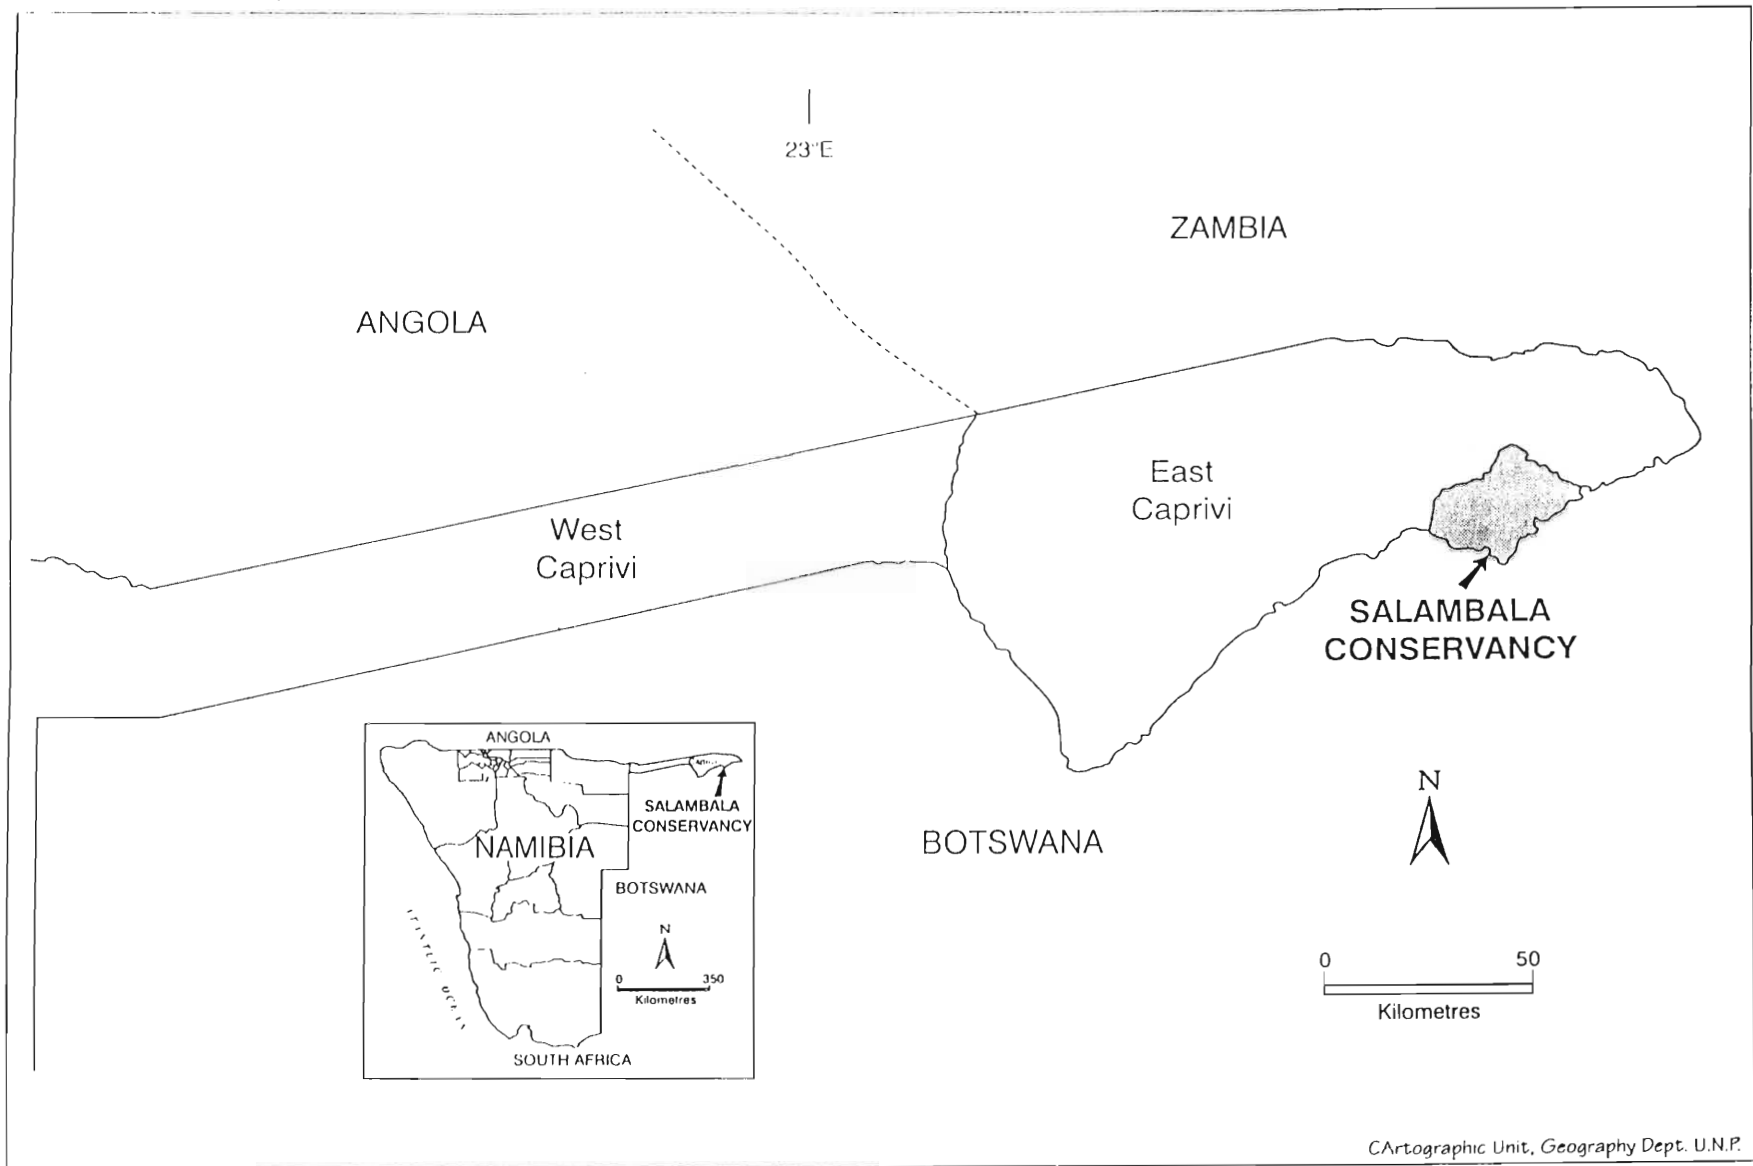 23°E
ZAMBIA
ANGOLA
East
Caprivi
West
Caprivi
SALAMBALA
CONSERVANCY
N
BOTSWANA
0 50
Kilometres
ANGOLA
SALAMBALA
CONSERVANCY
NAMIBIA
BOTSWANA
N
0 350
Kilometres
OCEAN
SOUTH AFRICA
CArtographic Unit, Geography Dept. U.N.P.